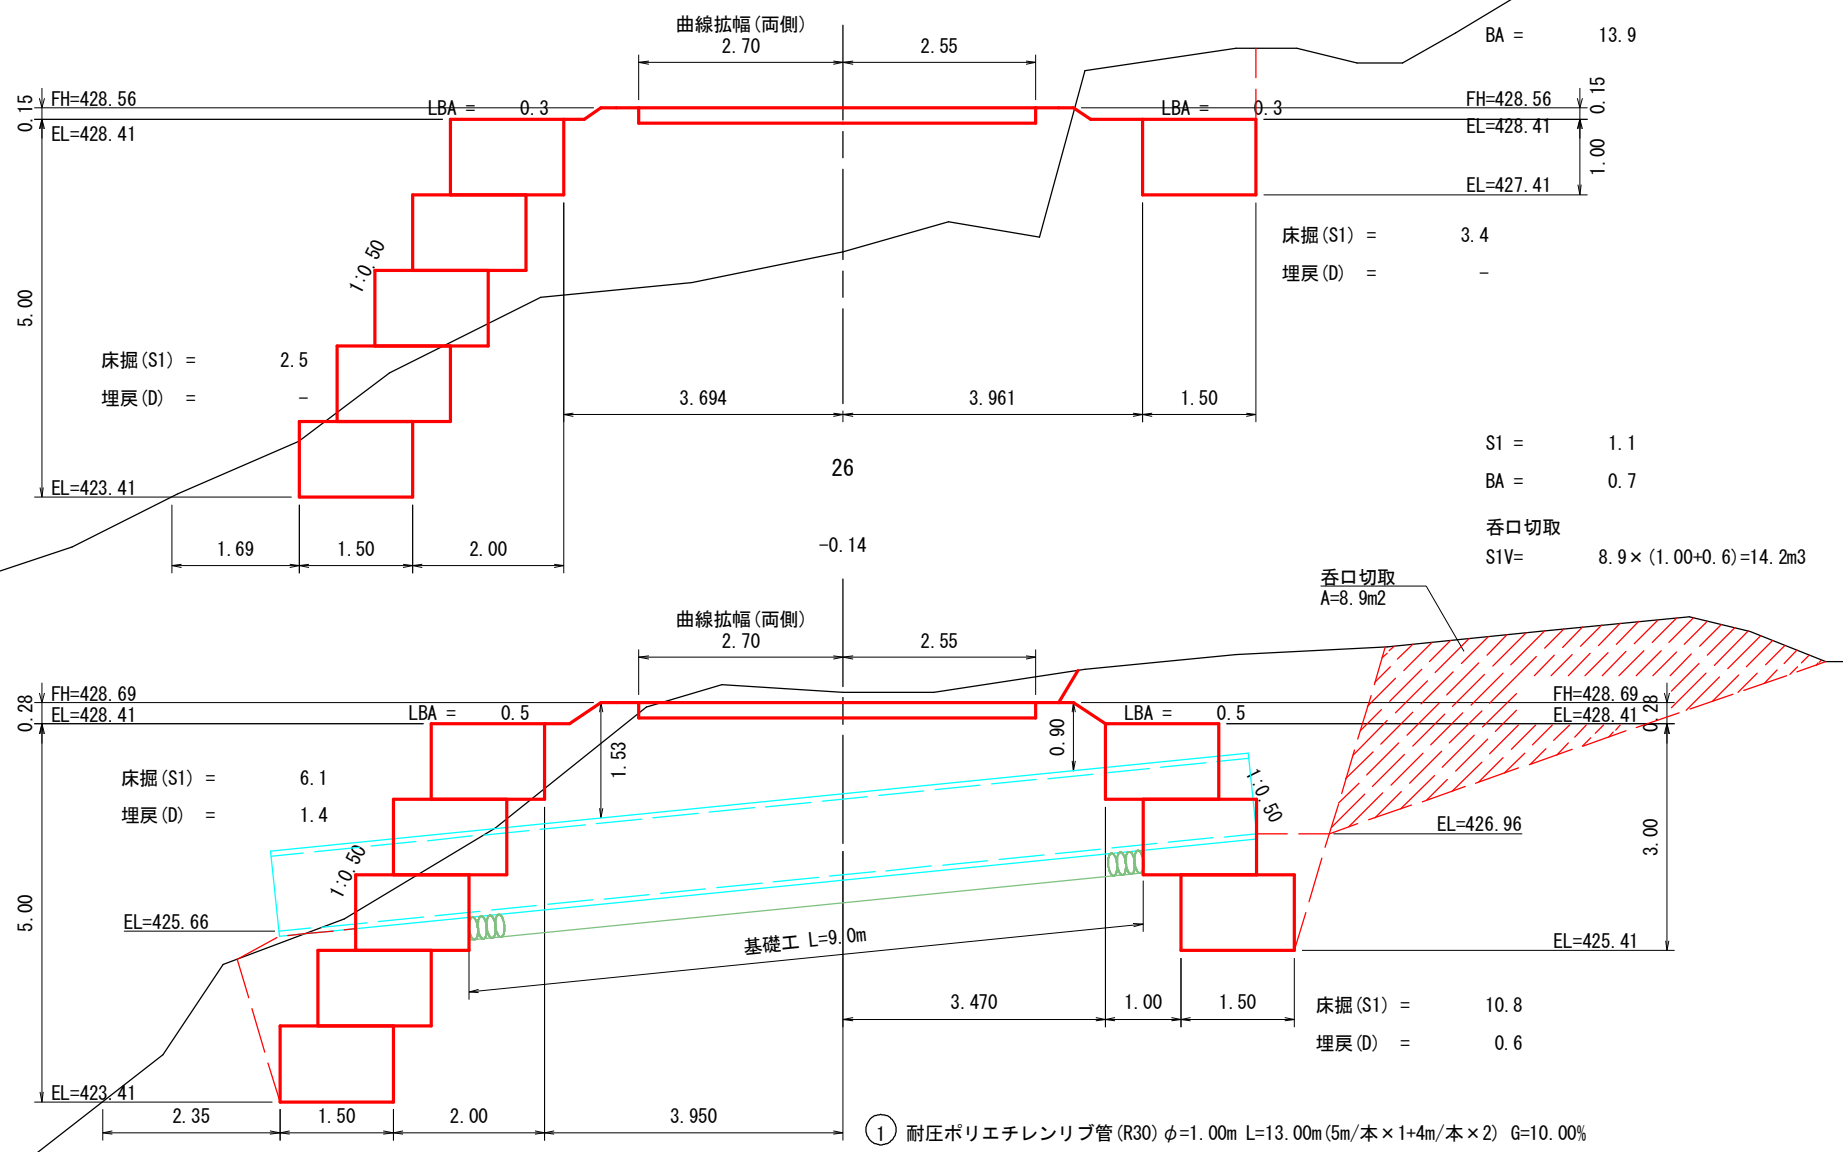 曲線拡幅(両側)
2.70
2.55
BA = 13.9
0.15
FH=428.56
EL=428.41
LBA = 0.3
LBA = 0.3
FH=428.56
EL=428.41
0.15
1.00
EL=427.41
床掘(S1) = 3.4
埋戻(D) = -
1:0.50
5.00
床掘(S1) = 2.5
埋戻(D) = -
3.694
3.961
1.50
EL=423.41
1.69
1.50
2.00
26
-0.14
S1 = 1.1
BA = 0.7
呑口切取
S1V= 8.9×(1.00+0.6)=14.2m3
呑口切取
A=8.9m2
曲線拡幅(両側)
2.70
2.55
0.28
FH=428.69
EL=428.41
LBA = 0.5
LBA = 0.5
FH=428.69
EL=428.41
0.28
1.53
0.90
床掘(S1) = 6.1
埋戻(D) = 1.4
1:0.50
1:0.50
EL=426.96
3.00
5.00
EL=425.66
基礎工 L=9.0m
EL=425.41
3.470
1.00
1.50
床掘(S1) = 10.8
埋戻(D) = 0.6
EL=423.41
2.35
1.50
2.00
3.950
1 耐圧ポリエチレンリブ管(R30)φ=1.00m L=13.00m(5m/本×1+4m/本×2) G=10.00%